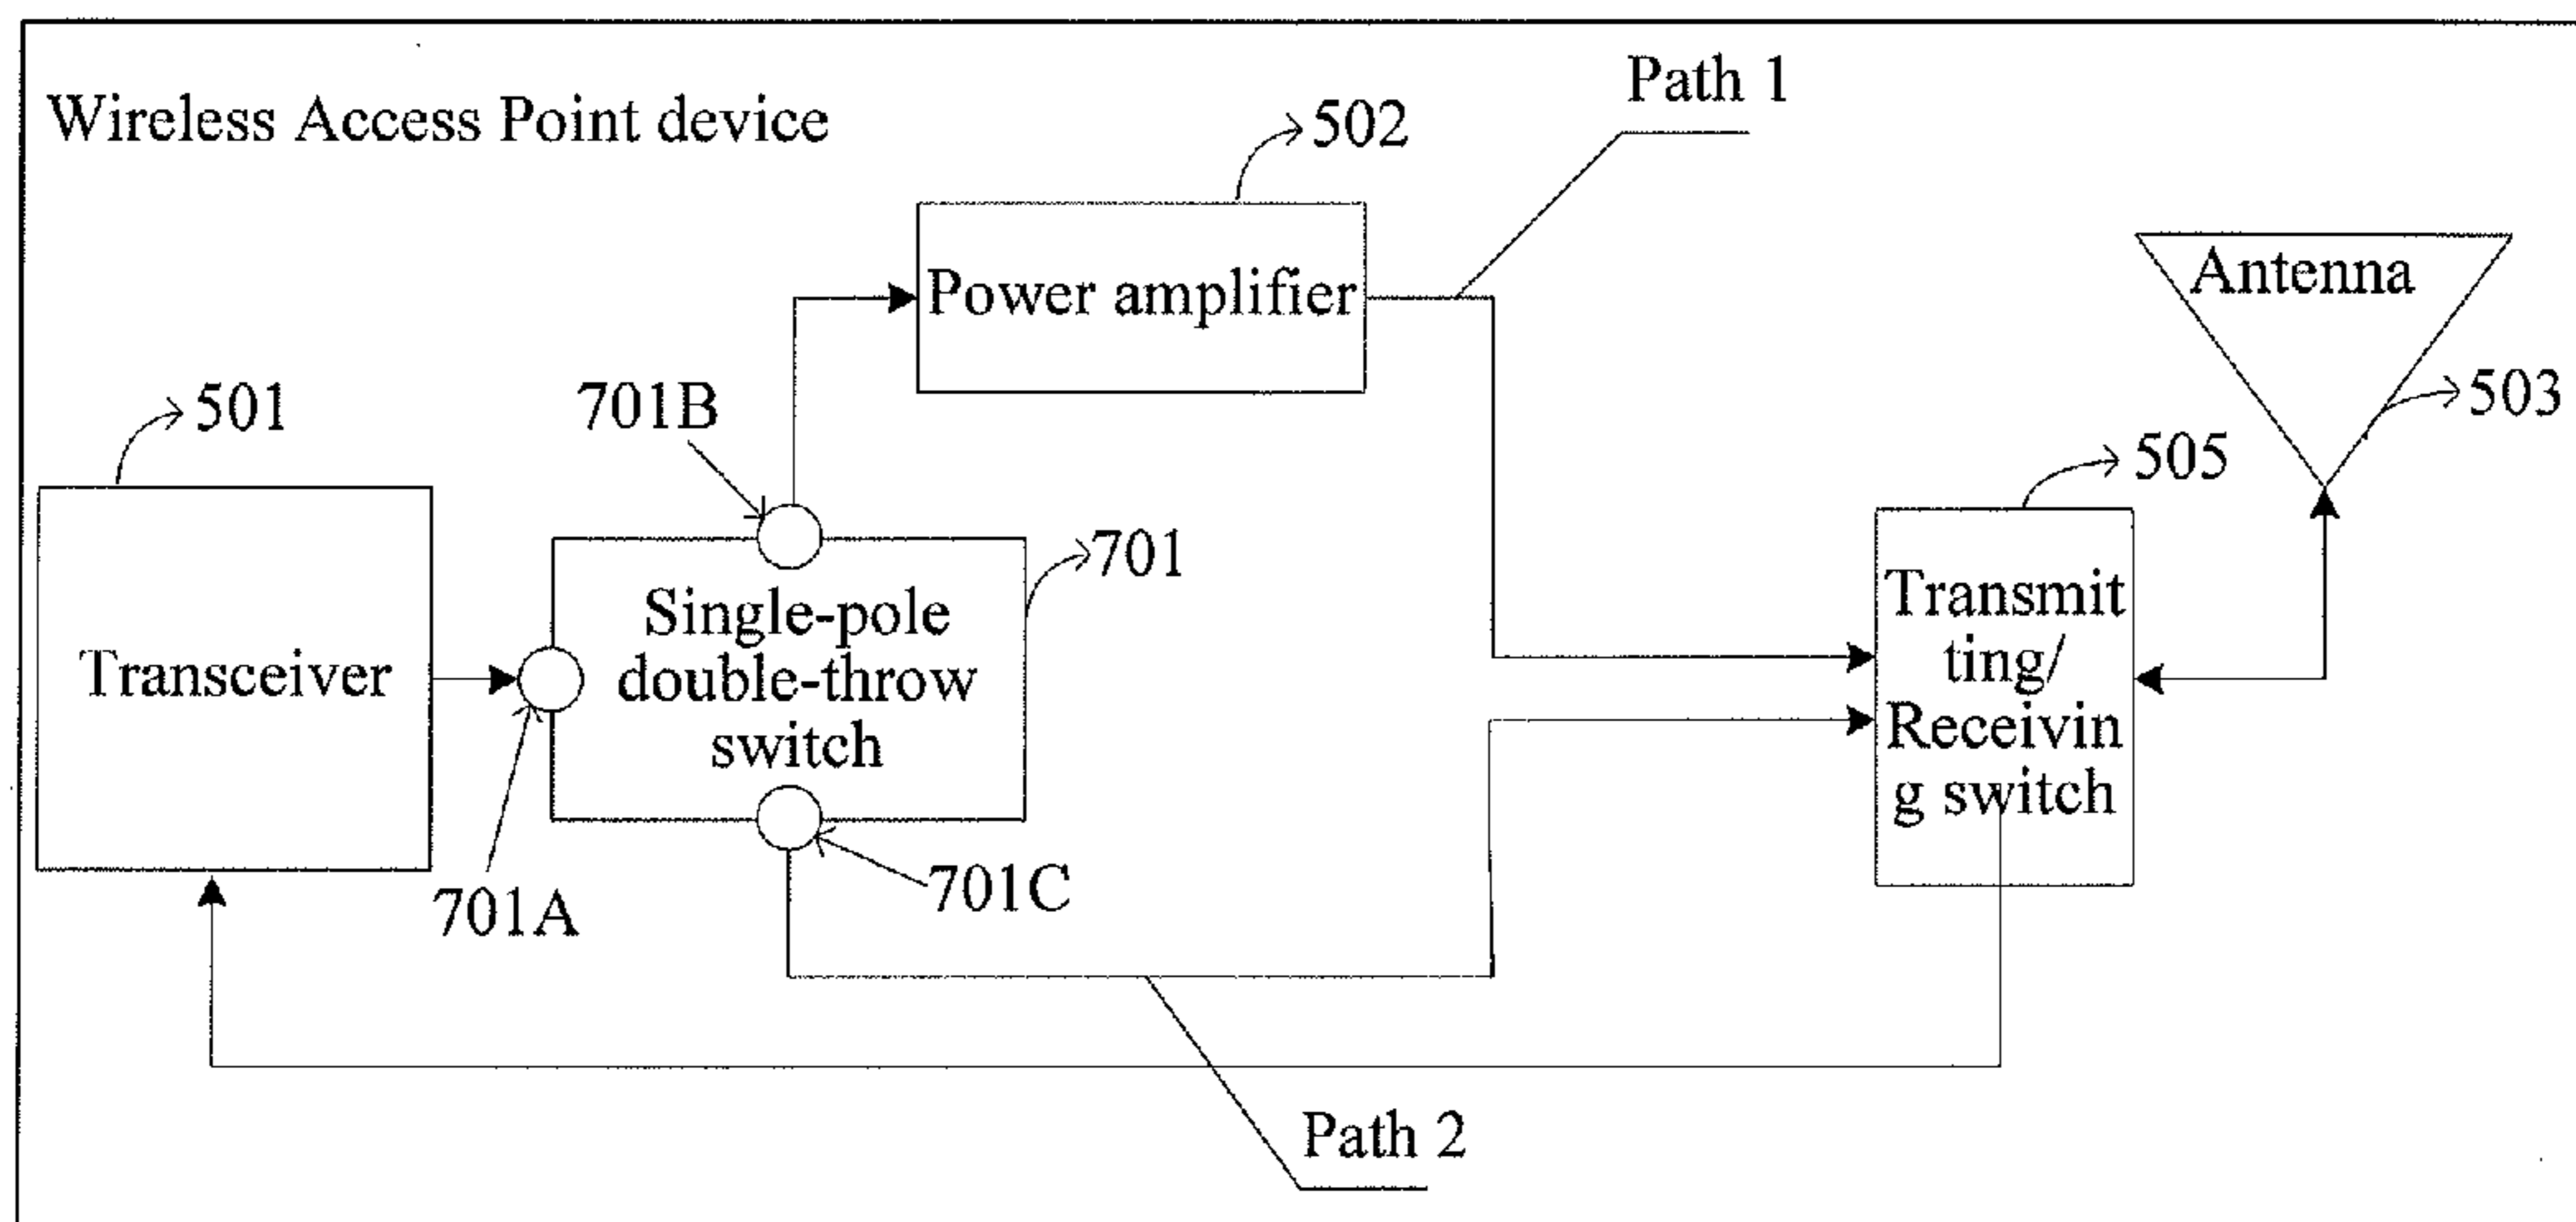 Path 1
Wireless Access Point device
502
Power amplifier
Antenna
501
701B
503
505
701
Single-pole
double-throw
switch
Transceiver
Transmit
ting/
Receivin
g switch
701A
701C
Path 2